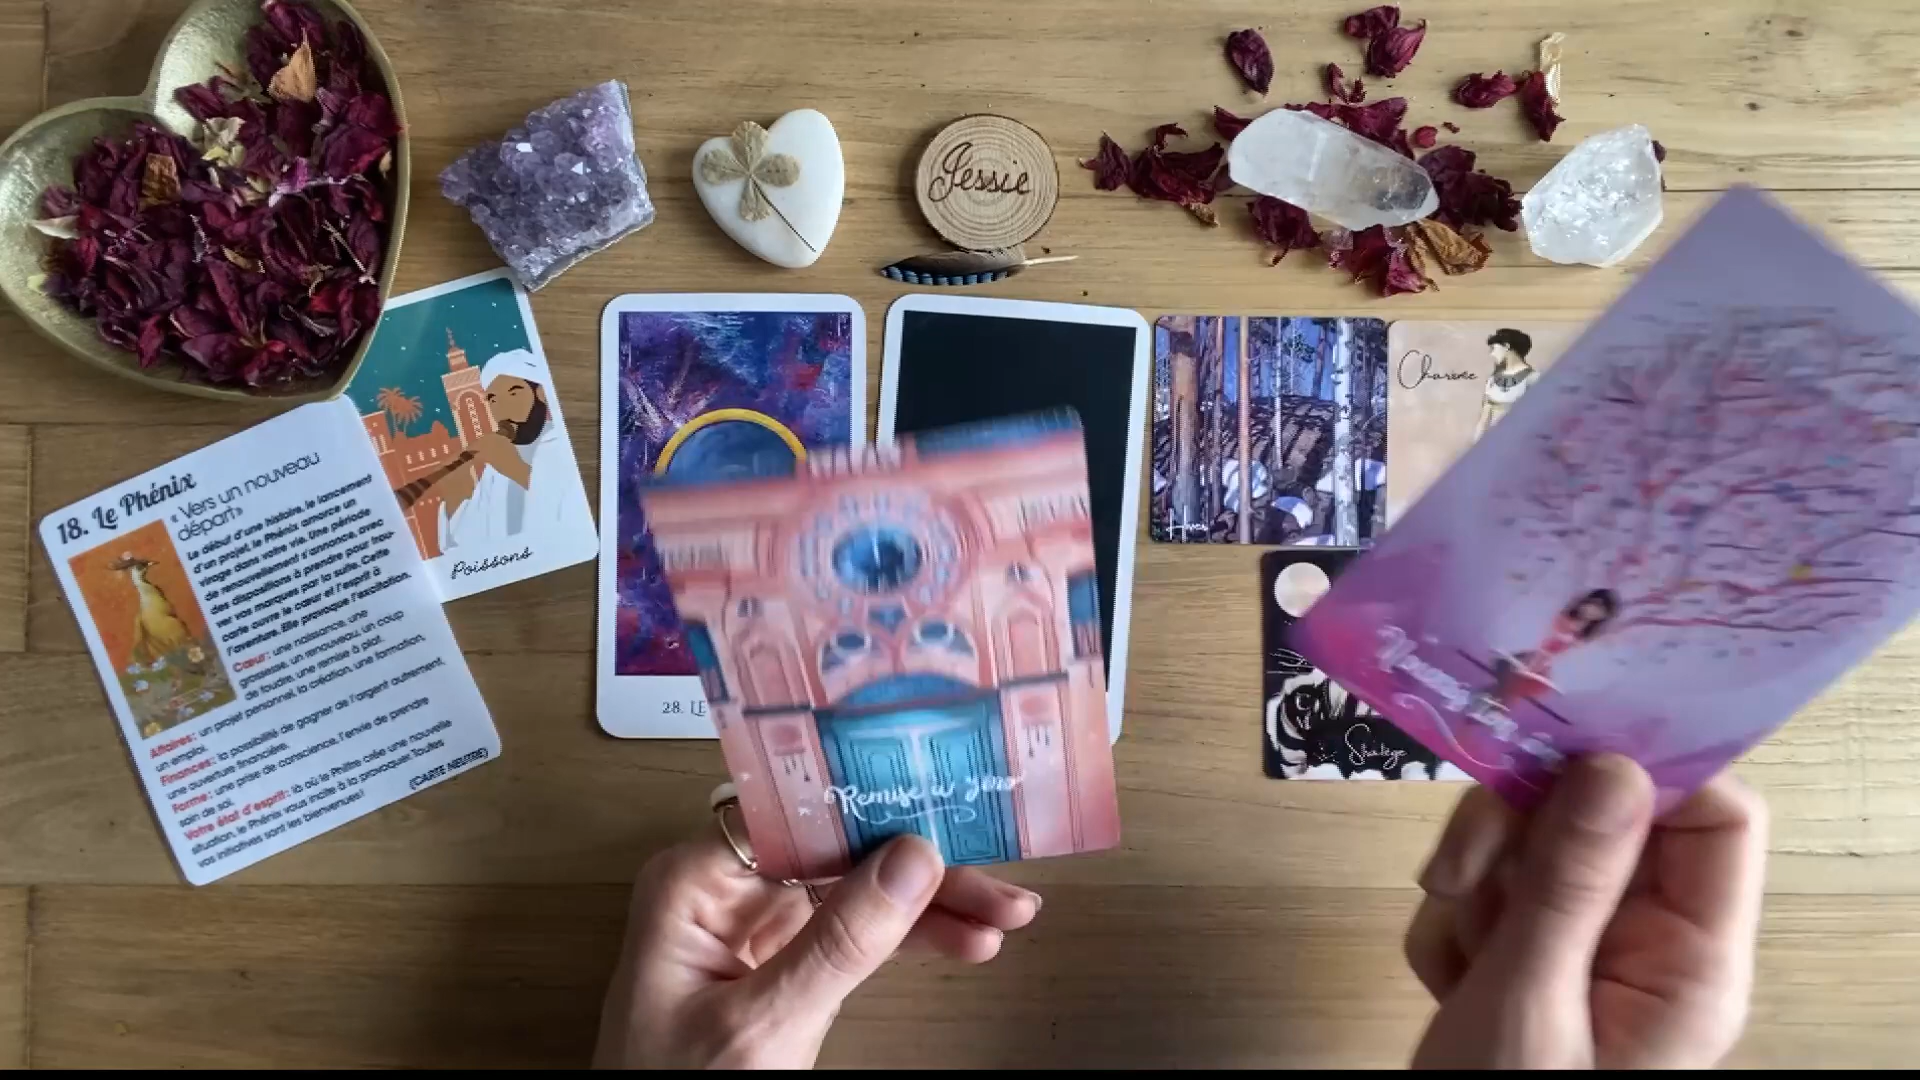 Jessie
18. Le Phénix
« Vers un nouveau
départ»
Le début d'une histoire, le lancement
d'un projet, le Phénix amorce un
virage dans votre vie. Une période
de renouvellement s'annonce, avec
des dispositions à prendre pour trou-
ver vos marques par la suite. Cette
carte ouvre le cœur et l'esprit à
l'aventure. Elle provoque l'excitation.
Cœur : une naissance, une
grossesse, un renouveau, un coup
de foudre, une remise à plat.
Affaires : un projet personnel, la création, une formation,
un emploi.
Finances : la possibilité de gagner de l'argent autrement,
une ouverture financière.
Forme : une prise de conscience, l'envie de prendre
soin de soi.
Votre état d'esprit : là où le Philtre crée une nouvelle
situation, le Phénix vous incite à la provoquer. Toutes
vos initiatives sont les bienvenues !
(CARTE NEUTRE)
Poissons
28. LE
Remise à zéro
Hiver
Charme